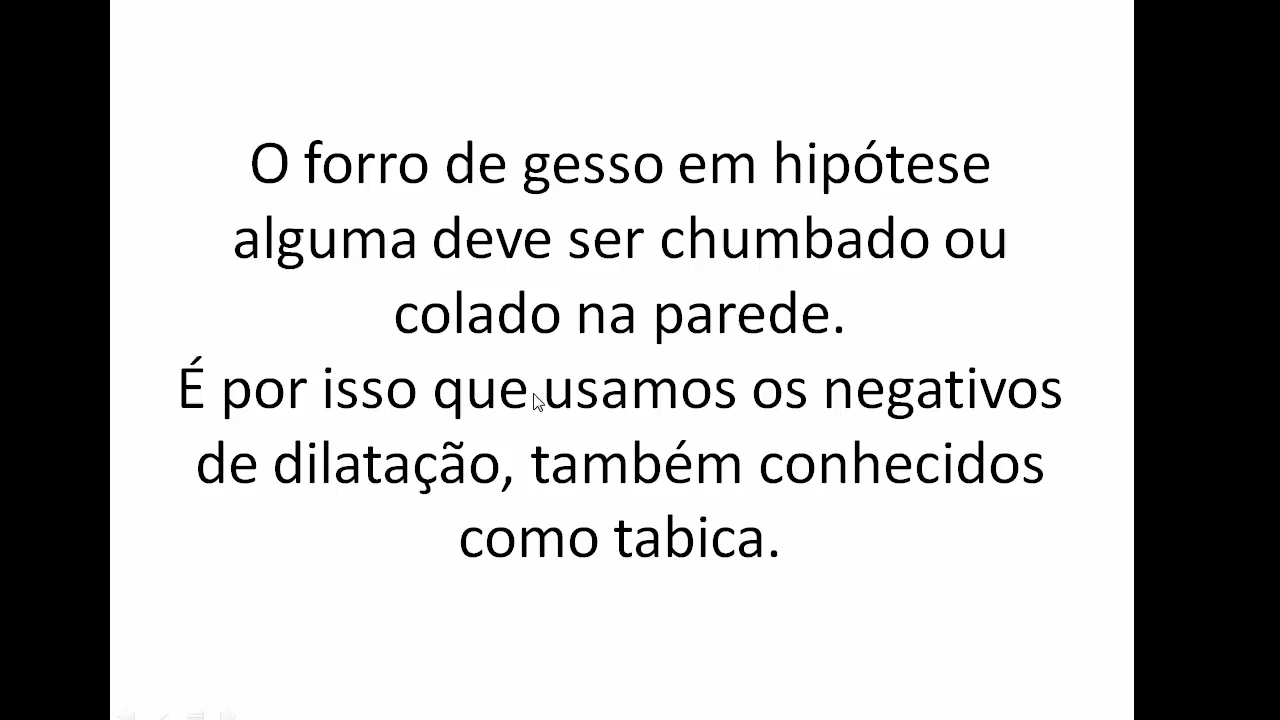 O forro de gesso em hipótese
alguma deve ser chumbado ou
colado na parede.
É por isso que usamos os negativos
de dilatação, também conhecidos
como tabica.